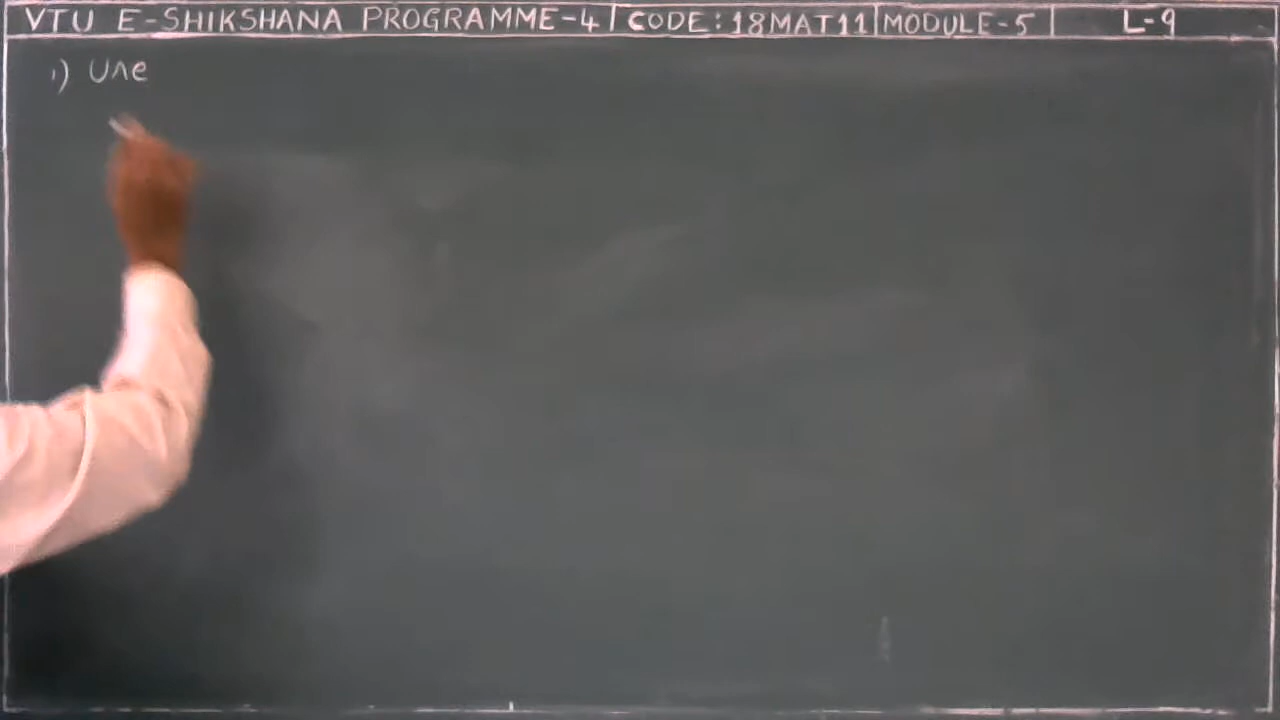 VTU E-SHIKSHANA PROGRAMME-4 | CODE:18MAT11 | MODULE-5 | L-9
1) Use